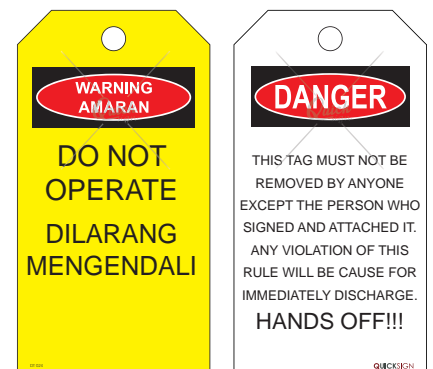 WARNING
AMARAN
DO NOT
OPERATE
DILARANG
MENGENDALI
DANGER
THIS TAG MUST NOT BE
REMOVED BY ANYONE
EXCEPT THE PERSON WHO
SIGNED AND ATTACHED IT.
ANY VIOLATION OF THIS
RULE WILL BE CAUSE FOR
IMMEDIATELY DISCHARGE.
HANDS OFF!!!
QUICKSIGN